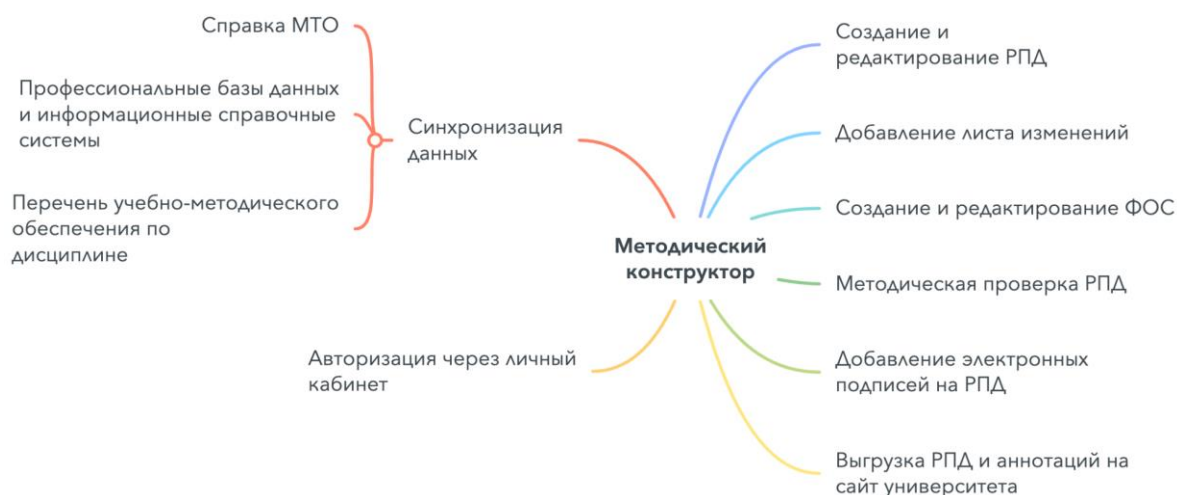 Справка МТО
Профессиональные базы данных
и информационные справочные
системы
Перечень учебно-методического
обеспечения по
дисциплине
Синхронизация
данных
Авторизация через личный
кабинет
Методический
конструктор
Создание и
редактирование РПД
Добавление листа изменений
Создание и редактирование ФОС
Методическая проверка РПД
Добавление электронных
подписей на РПД
Выгрузка РПД и аннотаций на
сайт университета